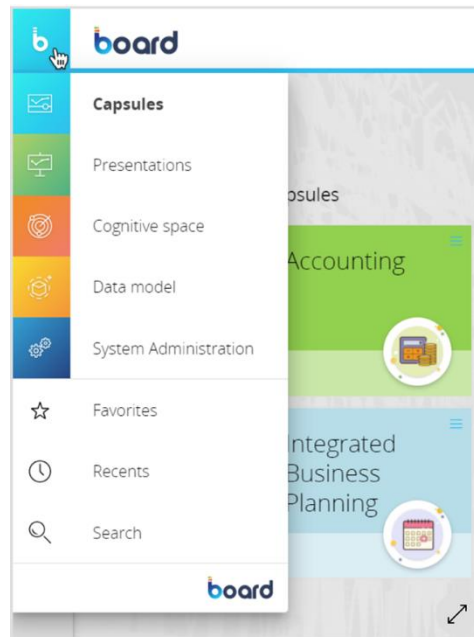 b board
Capsules
Presentations
psules
Cognitive space
Accounting
Data model
System Administration
Favorites
Integrated
Business
Planning
Recents
Search
board